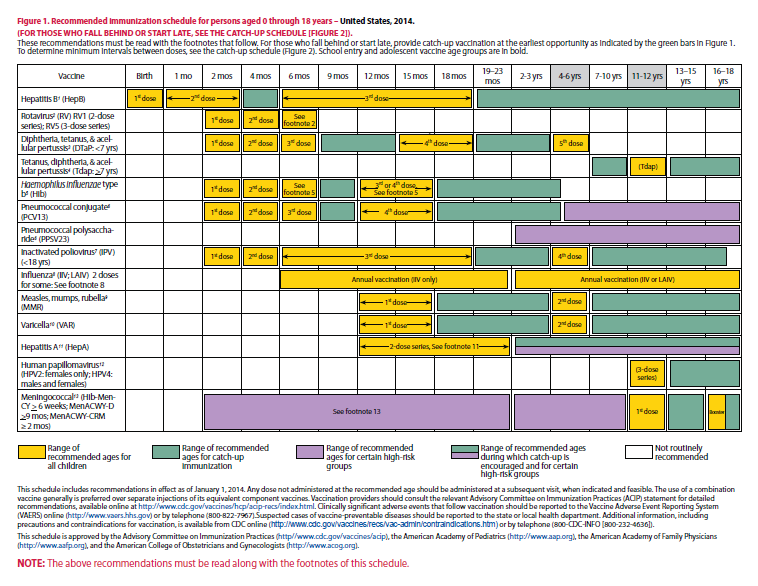 Figure 1. Recommended immunization schedule for persons aged 0 through 18 years – United States, 2014.
(FOR THOSE WHO FALL BEHIND OR START LATE, SEE THE CATCH-UP SCHEDULE [FIGURE 2]).
These recommendations must be read with the footnotes that follow. For those who fall behind or start late, provide catch-up vaccination at the earliest opportunity as indicated by the green bars in Figure 1.
To determine minimum intervals between doses, see the catch-up schedule (Figure 2). School entry and adolescent vaccine age groups are in bold.
Vaccine Birth 1 mo 2 mos 4 mos 6 mos 9 mos 12 mos 15 mos 18 mos 19–23 mos 2-3 yrs 4-6 yrs 7-10 yrs 11-12 yrs 13–15 yrs 16–18 yrs
Hepatitis B¹ (HepB) 1ˢᵗ dose 2ⁿᵈ dose 3ʳᵈ dose
Rotavirus² (RV) RV1 (2-dose
series); RV5 (3-dose series) 1ˢᵗ dose 2ⁿᵈ dose See footnote 2
Diphtheria, tetanus, & acel-
lular pertussis³ (DTaP: <7 yrs) 1ˢᵗ dose 2ⁿᵈ dose 3ʳᵈ dose 4ᵗʰ dose 5ᵗʰ dose
Tetanus, diphtheria, & acel-
lular pertussis⁴ (Tdap: ≥7 yrs) (Tdap)
Haemophilus influenzae type
b⁵ (Hib) 1ˢᵗ dose 2ⁿᵈ dose See footnote 5 3ʳᵈ or 4ᵗʰ dose, See footnote 5
Pneumococcal conjugate⁶
(PCV13) 1ˢᵗ dose 2ⁿᵈ dose 3ʳᵈ dose 4ᵗʰ dose
Pneumococcal polysaccha-
ride⁶ (PPSV23)
Inactivated poliovirus⁷ (IPV)
(<18 yrs) 1ˢᵗ dose 2ⁿᵈ dose 3ʳᵈ dose 4ᵗʰ dose
Influenza⁸ (IIV; LAIV) 2 doses
for some: See footnote 8 Annual vaccination (IIV only) Annual vaccination (IIV or LAIV)
Measles, mumps, rubella⁹
(MMR) 1ˢᵗ dose 2ⁿᵈ dose
Varicella¹⁰ (VAR) 1ˢᵗ dose 2ⁿᵈ dose
Hepatitis A¹¹ (HepA) 2-dose series, See footnote 11
Human papillomavirus¹²
(HPV2: females only; HPV4:
males and females) (3-dose series)
Meningococcal¹³ (Hib-Men-
CY ≥ 6 weeks; MenACWY-D
≥9 mos; MenACWY-CRM
≥ 2 mos) See footnote 13 1ˢᵗ dose Booster
Range of recommended ages for all children
Range of recommended ages for catch-up immunization
Range of recommended ages for certain high-risk groups
Range of recommended ages during which catch-up is encouraged and for certain high-risk groups
Not routinely recommended
This schedule includes recommendations in effect as of January 1, 2014. Any dose not administered at the recommended age should be administered at a subsequent visit, when indicated and feasible. The use of a combination
vaccine generally is preferred over separate injections of its equivalent component vaccines. Vaccination providers should consult the relevant Advisory Committee on Immunization Practices (ACIP) statement for detailed
recommendations, available online at http://www.cdc.gov/vaccines/hcp/acip-recs/index.html. Clinically significant adverse events that follow vaccination should be reported to the Vaccine Adverse Event Reporting System
(VAERS) online (http://www.vaers.hhs.gov) or by telephone (800-822-7967).Suspected cases of vaccine-preventable diseases should be reported to the state or local health department. Additional information, including
precautions and contraindications for vaccination, is available from CDC online (http://www.cdc.gov/vaccines/recs/vac-admin/contraindications.htm) or by telephone (800-CDC-INFO [800-232-4636]).
This schedule is approved by the Advisory Committee on Immunization Practices (http//www.cdc.gov/vaccines/acip), the American Academy of Pediatrics (http://www.aap.org), the American Academy of Family Physicians
(http://www.aafp.org), and the American College of Obstetricians and Gynecologists (http://www.acog.org).
NOTE: The above recommendations must be read along with the footnotes of this schedule.